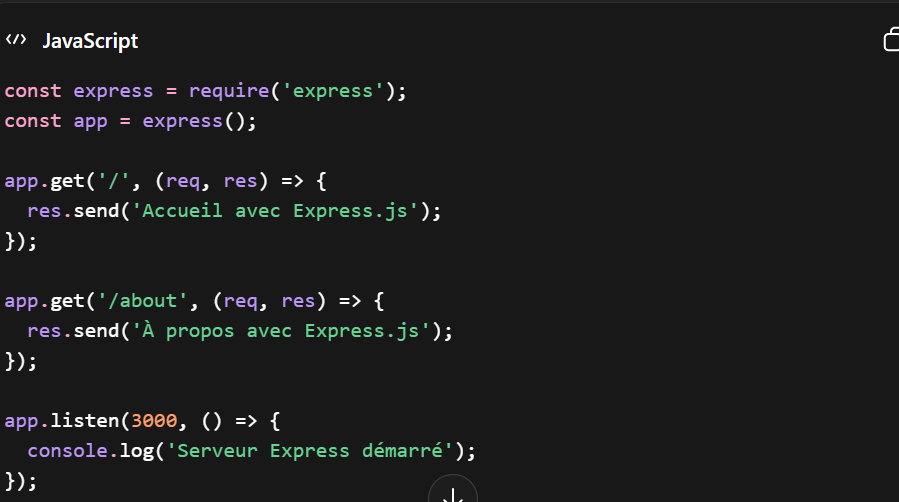 </> JavaScript
const express = require('express');
const app = express();
app.get('/', (req, res) => {
  res.send('Accueil avec Express.js');
});
app.get('/about', (req, res) => {
  res.send('À propos avec Express.js');
});
app.listen(3000, () => {
  console.log('Serveur Express démarré');
});